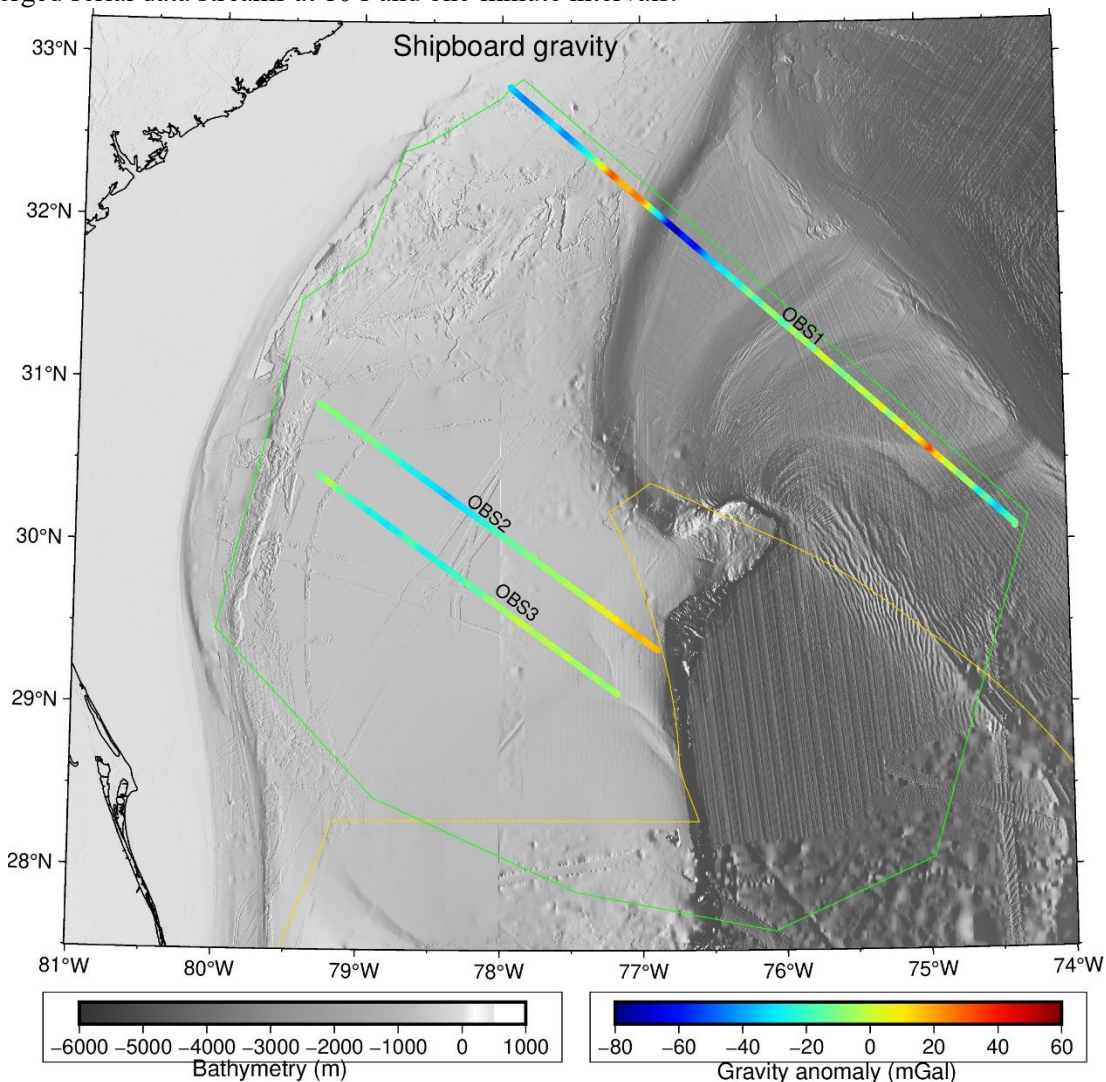 erged serial data streams at 10 s and one-minute intervals.
Shipboard gravity
33°N
32°N
31°N
30°N
29°N
28°N
OBS1
OBS2
OBS3
81°W 80°W 79°W 78°W 77°W 76°W 75°W 74°W
−6000 −5000 −4000 −3000 −2000 −1000 0 1000
Bathymetry (m)
−80 −60 −40 −20 0 20 40 60
Gravity anomaly (mGal)